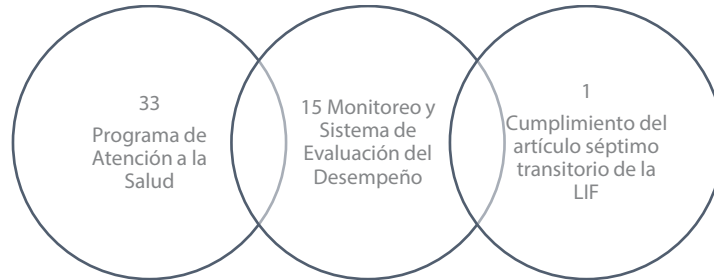 33
Programa de
Atención a la
Salud
15 Monitoreo y
Sistema de
Evaluación del
Desempeño
1
Cumplimiento del
artículo séptimo
transitorio de la
LIF